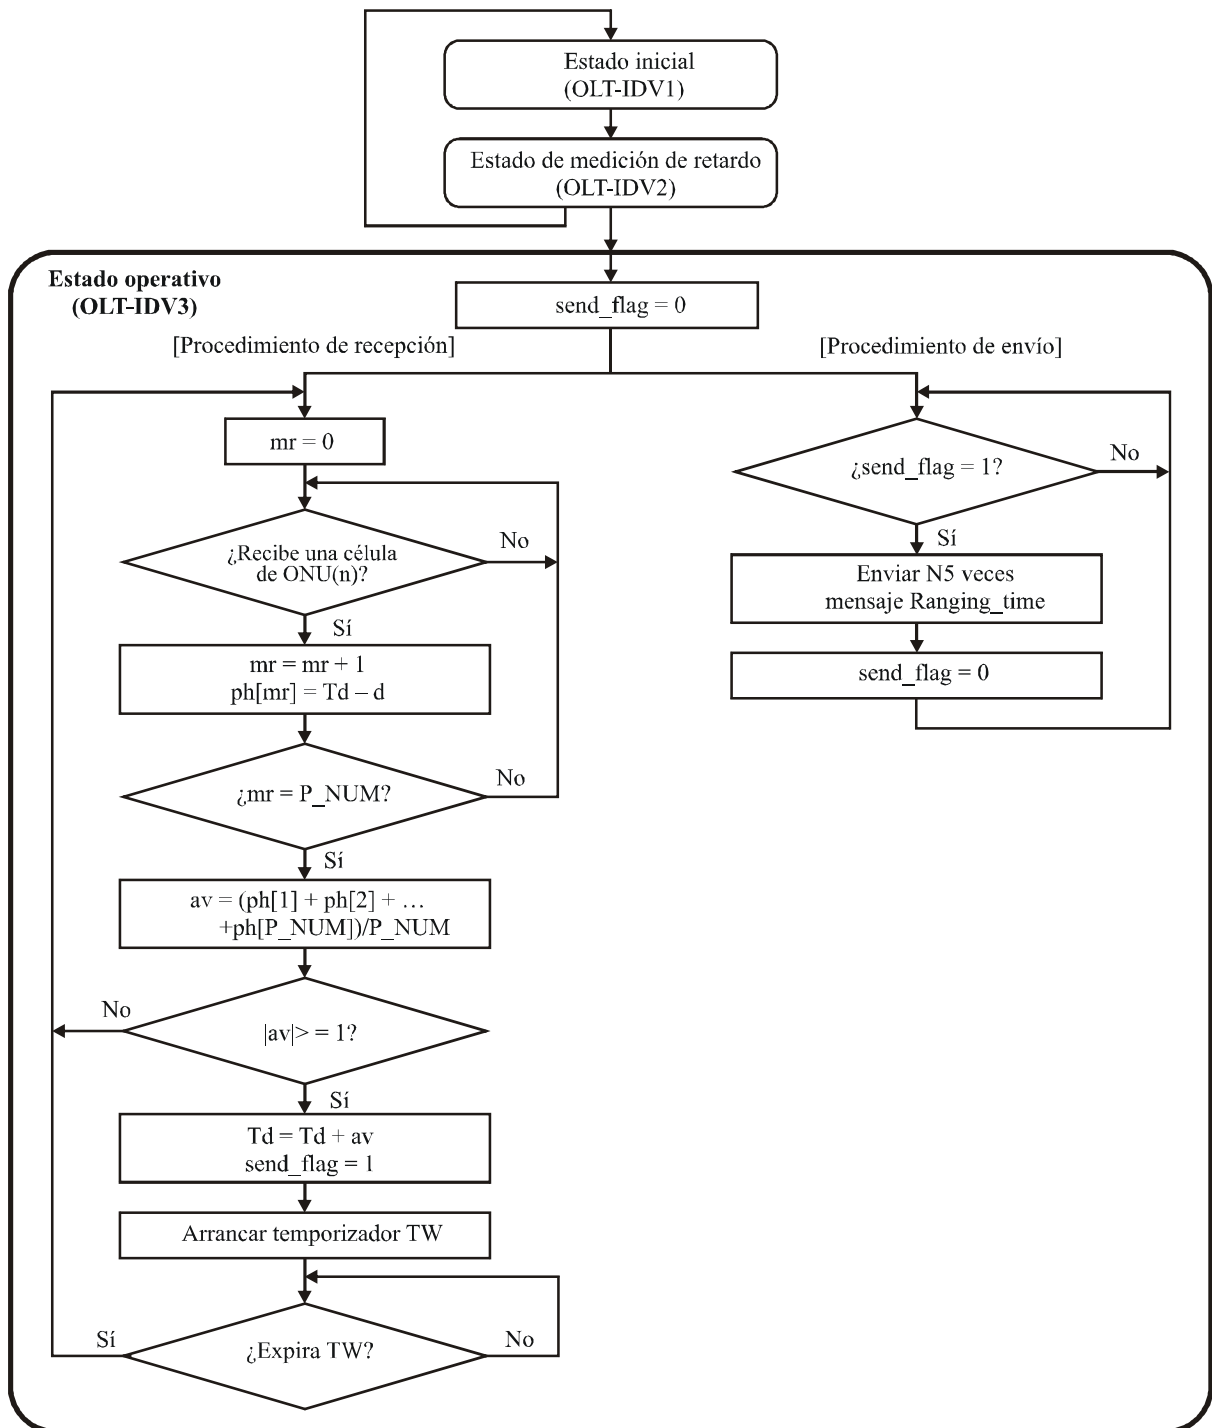 Estado inicial
(OLT-IDV1)
Estado de medición de retardo
(OLT-IDV2)
Estado operativo
(OLT-IDV3)
send_flag = 0
[Procedimiento de recepción]
[Procedimiento de envío]
mr = 0
¿Recibe una célula
de ONU(n)?
No
Sí
mr = mr + 1
ph[mr] = Td – d
¿mr = P_NUM?
No
Sí
av = (ph[1] + ph[2] + …
+ph[P_NUM])/P_NUM
|av|> = 1?
No
Sí
Td = Td + av
send_flag = 1
Arrancar temporizador TW
¿Expira TW?
Sí
No
¿send_flag = 1?
No
Sí
Enviar N5 veces
mensaje Ranging_time
send_flag = 0